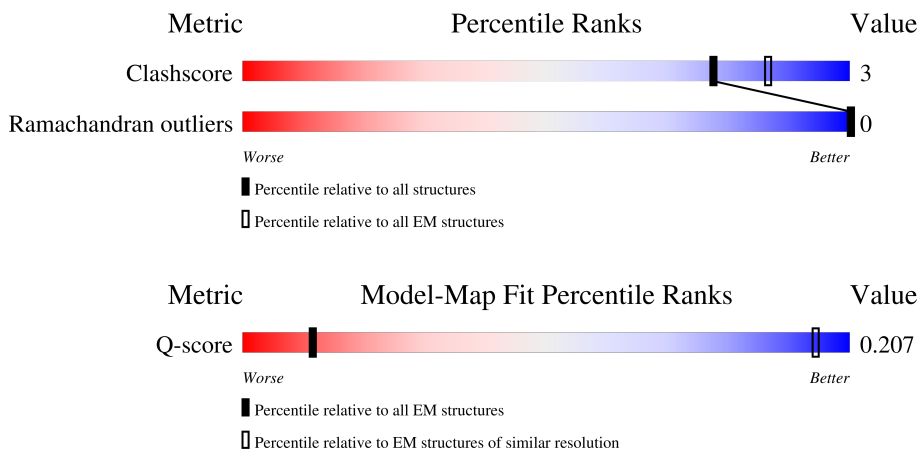 Metric Percentile Ranks Value
Clashscore 3
Ramachandran outliers 0
Worse Better
Percentile relative to all structures
Percentile relative to all EM structures
Metric Model-Map Fit Percentile Ranks Value
Q-score 0.207
Worse Better
Percentile relative to all EM structures
Percentile relative to EM structures of similar resolution